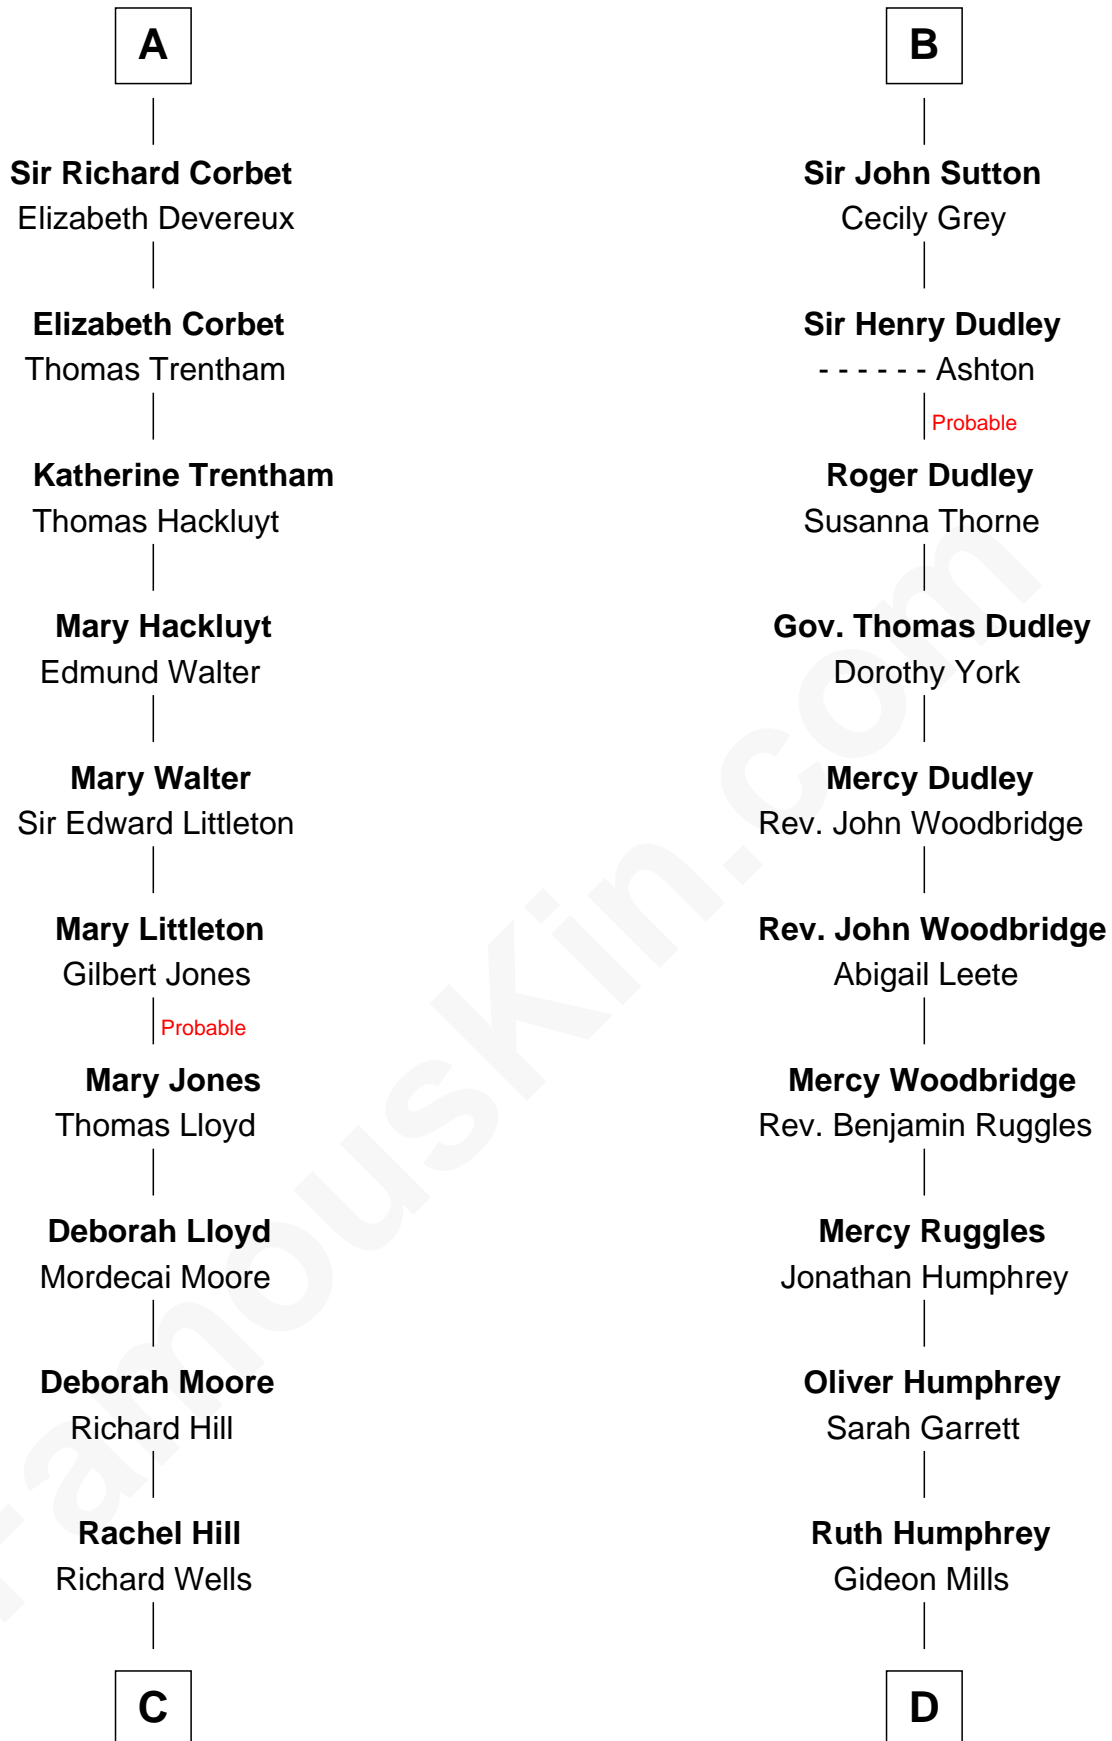 A
Sir Richard Corbet
Elizabeth Devereux
Elizabeth Corbet
Thomas Trentham
Katherine Trentham
Thomas Hackluyt
Mary Hackluyt
Edmund Walter
Mary Walter
Sir Edward Littleton
Mary Littleton
Gilbert Jones
Probable
Mary Jones
Thomas Lloyd
Deborah Lloyd
Mordecai Moore
Deborah Moore
Richard Hill
Rachel Hill
Richard Wells
C
B
Sir John Sutton
Cecily Grey
Sir Henry Dudley
- - - - - - Ashton
Probable
Roger Dudley
Susanna Thorne
Gov. Thomas Dudley
Dorothy York
Mercy Dudley
Rev. John Woodbridge
Rev. John Woodbridge
Abigail Leete
Mercy Woodbridge
Rev. Benjamin Ruggles
Mercy Ruggles
Jonathan Humphrey
Oliver Humphrey
Sarah Garrett
Ruth Humphrey
Gideon Mills
D
FamousKin.com